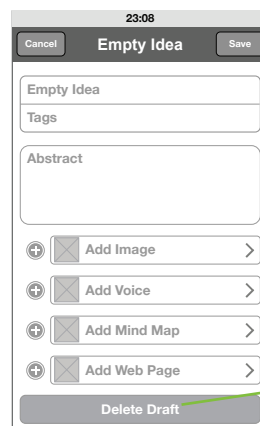 23:08
Cancel Empty Idea Save
Empty Idea
Tags
Abstract
Add Image
Add Voice
Add Mind Map
Add Web Page
Delete Draft